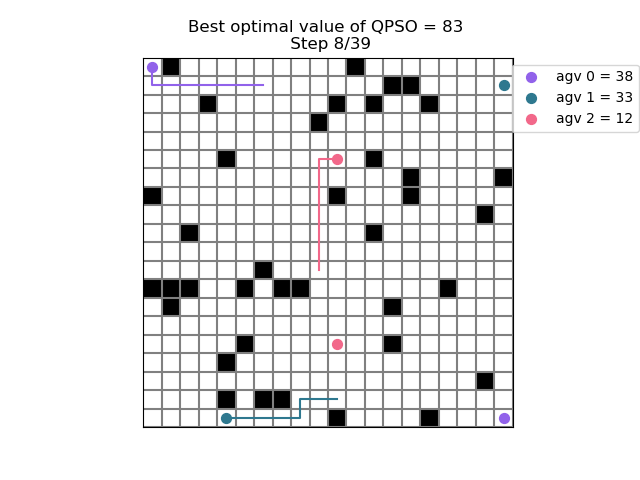 Best optimal value of QPSO = 83
Step 8/39
agv 0 = 38
agv 1 = 33
agv 2 = 12